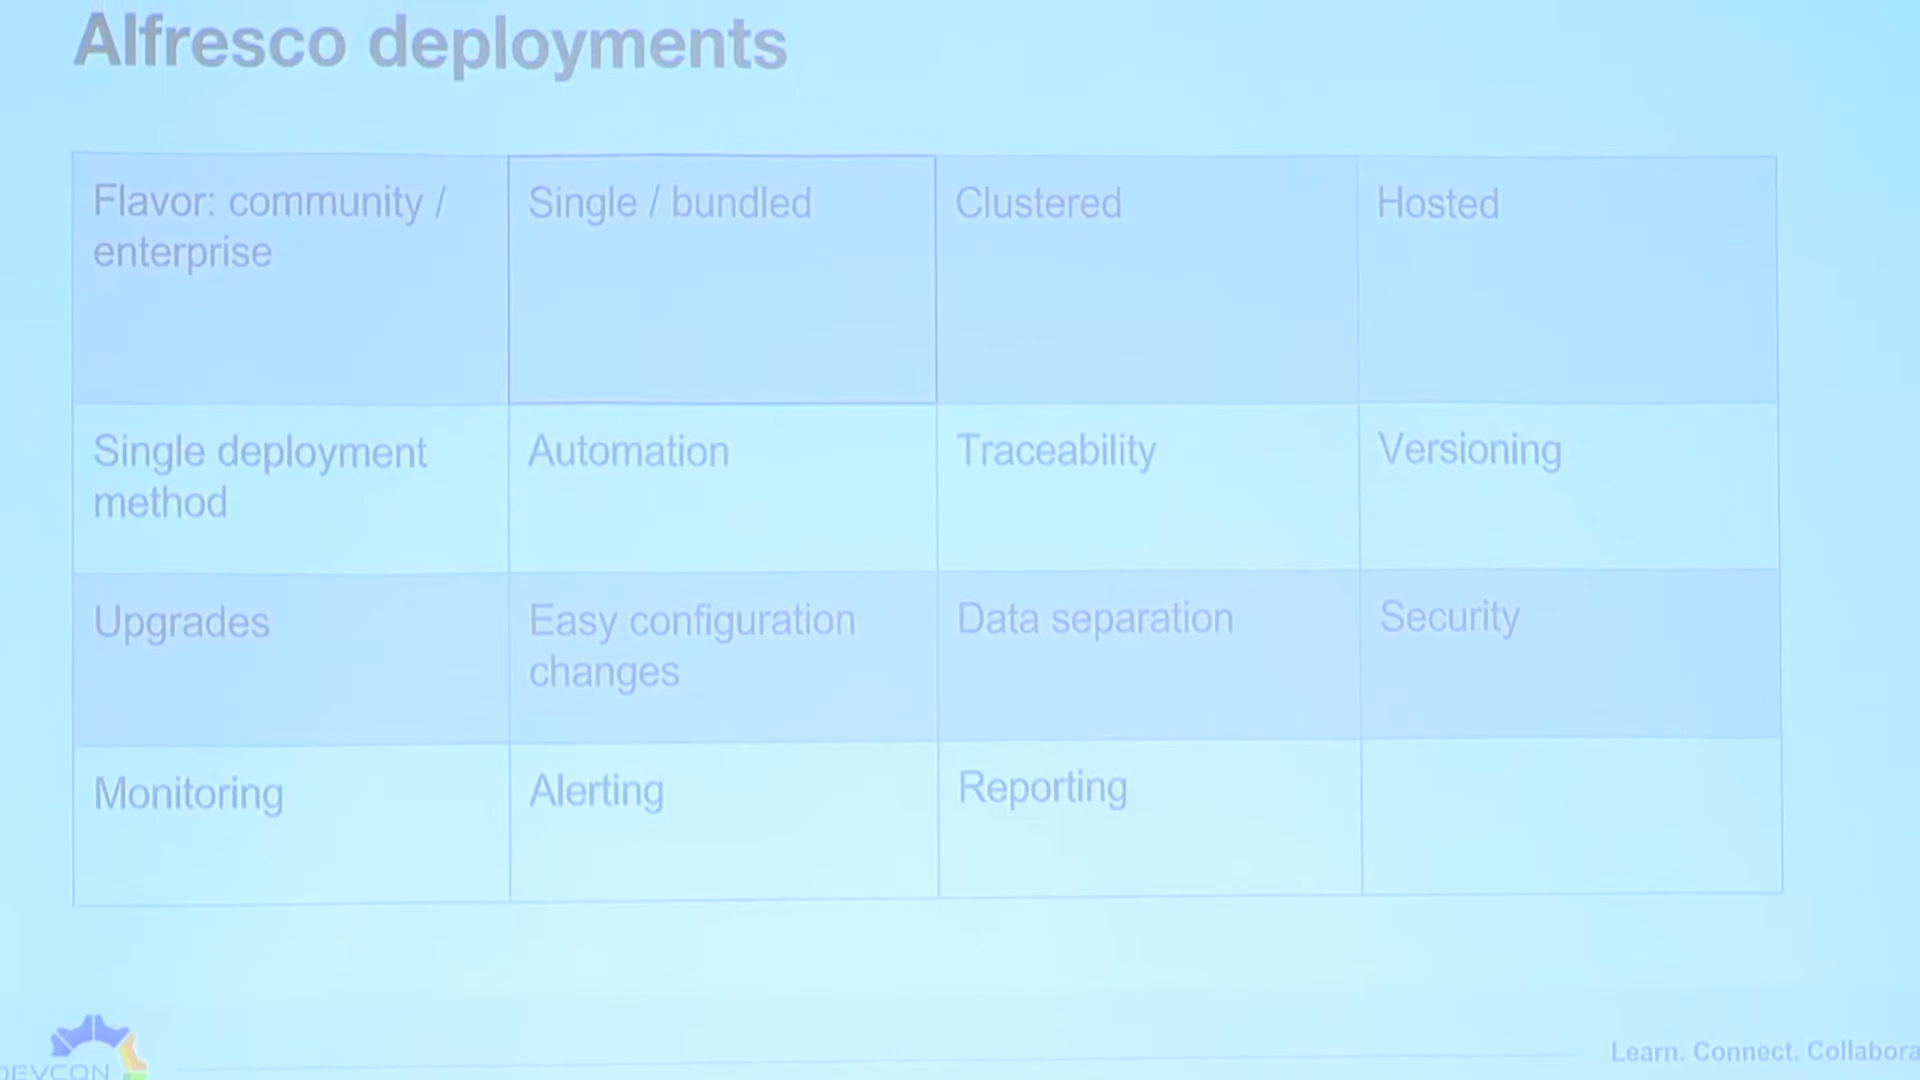 Alfresco deployments
Flavor: community /
enterprise
Single / bundled
Clustered
Hosted
Single deployment
method
Automation
Traceability
Versioning
Upgrades
Easy configuration
changes
Data separation
Security
Monitoring
Alerting
Reporting
DEVCON
Learn. Connect. Collabora